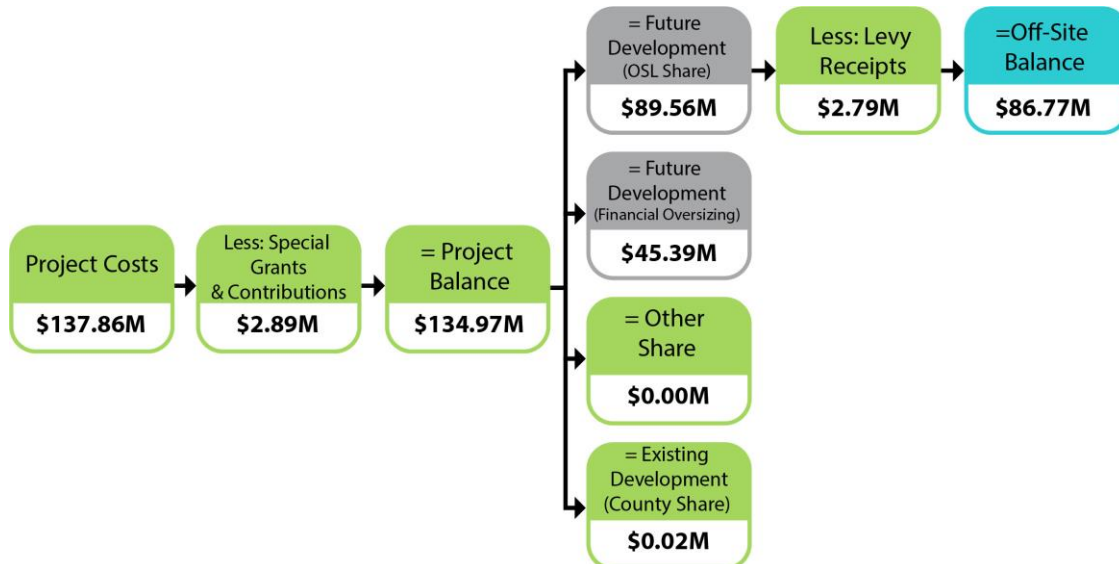 Project Costs
$137.86M
Less: Special
Grants
& Contributions
$2.89M
= Project
Balance
$134.97M
= Future
Development
(OSL Share)
$89.56M
Less: Levy
Receipts
$2.79M
=Off-Site
Balance
$86.77M
= Future
Development
(Financial Oversizing)
$45.39M
= Other
Share
$0.00M
= Existing
Development
(County Share)
$0.02M